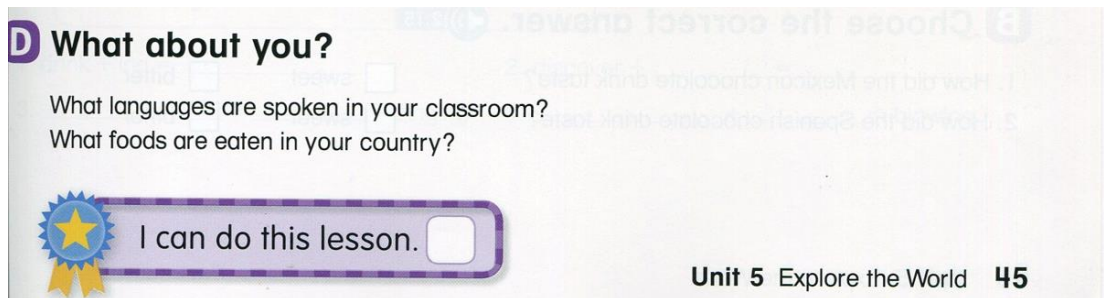 D What about you?
What languages are spoken in your classroom?
What foods are eaten in your country?
I can do this lesson.
Unit 5 Explore the World 45